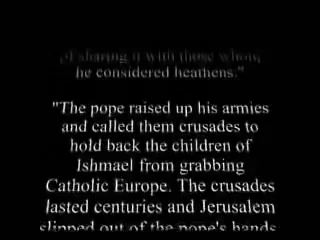 of sharing it with those whom
he considered heathens."
"The pope raised up his armies
and called them crusades to
hold back the children of
Ishmael from grabbing
Catholic Europe. The crusades
lasted centuries and Jerusalem
slipped out of the pope's hands